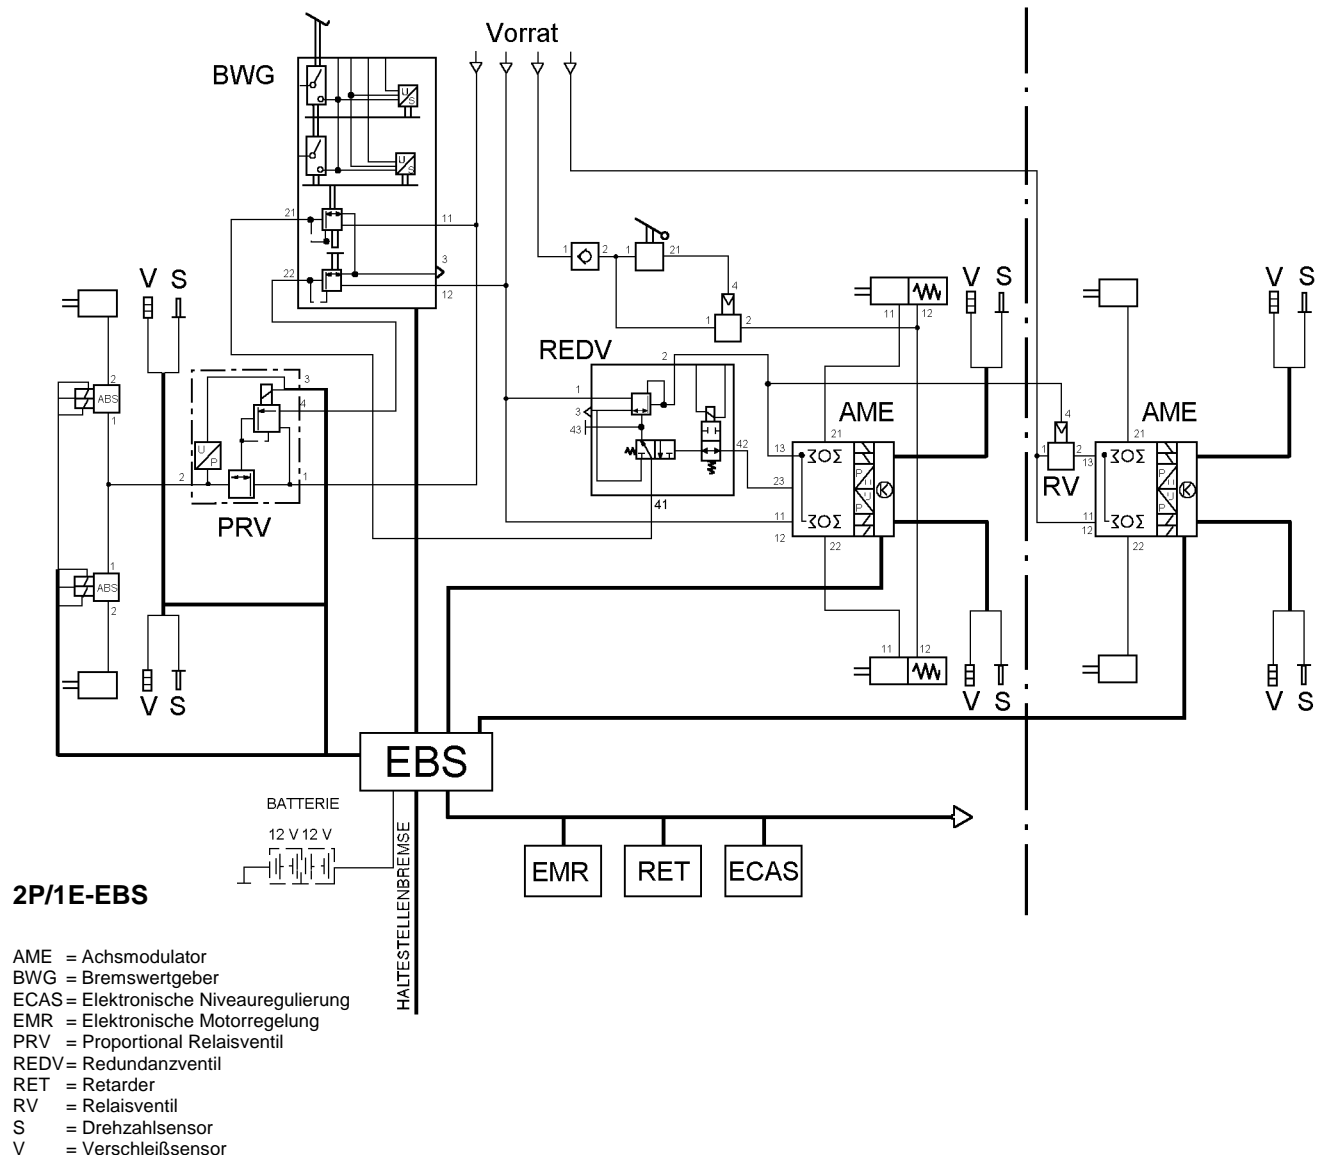 Vorrat
BWG
U
S
U
S
21
11
3
22
12
1
2
1
21
4
1
2
V
S
V
S
V
S
11
12
REDV
2
1
3
43
42
41
AME
AME
2
ABS
1
3
4
U
P
2
1
PRV
21
13
23
11
12
22
P
U
U
P
K
4
1
2
13
RV
21
11
12
22
P
U
U
P
K
1
ABS
2
V
S
11
12
V
S
V
S
EBS
BATTERIE
12 V 12 V
HALTESTELLENBREMSE
EMR
RET
ECAS
2P/1E-EBS
AME = Achsmodulator
BWG = Bremswertgeber
ECAS = Elektronische Niveauregulierung
EMR = Elektronische Motorregelung
PRV = Proportional Relaisventil
REDV = Redundanzventil
RET = Retarder
RV = Relaisventil
S = Drehzahlsensor
V = Verschleißsensor